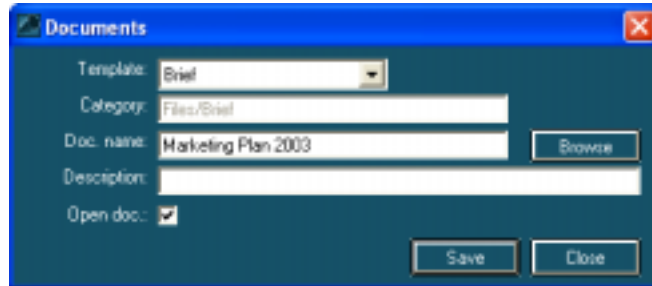 Documents
Template: Brief
Category: Files/Brief
Doc. name: Marketing Plan 2003 Browse
Description:
Open doc.:
Save Close